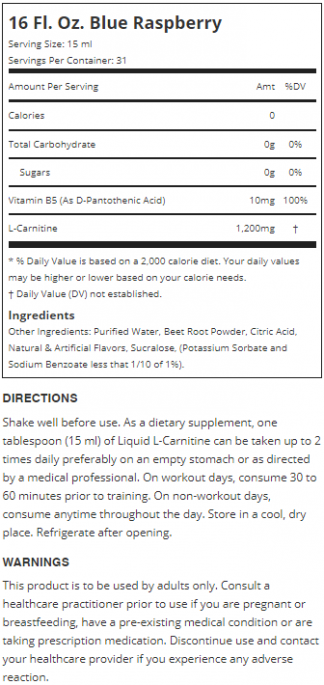 16 Fl. Oz. Blue Raspberry
Serving Size: 15 ml
Servings Per Container: 31
Amount Per Serving Amt %DV
Calories 0
Total Carbohydrate 0g 0%
Sugars 0g 0%
Vitamin B5 (As D-Pantothenic Acid) 10mg 100%
L-Carnitine 1,200mg †
* % Daily Value is based on a 2,000 calorie diet. Your daily values
may be higher or lower based on your calorie needs.
† Daily Value (DV) not established.
Ingredients
Other Ingredients: Purified Water, Beet Root Powder, Citric Acid,
Natural & Artificial Flavors, Sucralose, (Potassium Sorbate and
Sodium Benzoate less that 1/10 of 1%).
DIRECTIONS
Shake well before use. As a dietary supplement, one
tablespoon (15 ml) of Liquid L-Carnitine can be taken up to 2
times daily preferably on an empty stomach or as directed
by a medical professional. On workout days, consume 30 to
60 minutes prior to training. On non-workout days,
consume anytime throughout the day. Store in a cool, dry
place. Refrigerate after opening.
WARNINGS
This product is to be used by adults only. Consult a
healthcare practitioner prior to use if you are pregnant or
breastfeeding, have a pre-existing medical condition or are
taking prescription medication. Discontinue use and contact
your healthcare provider if you experience any adverse
reaction.